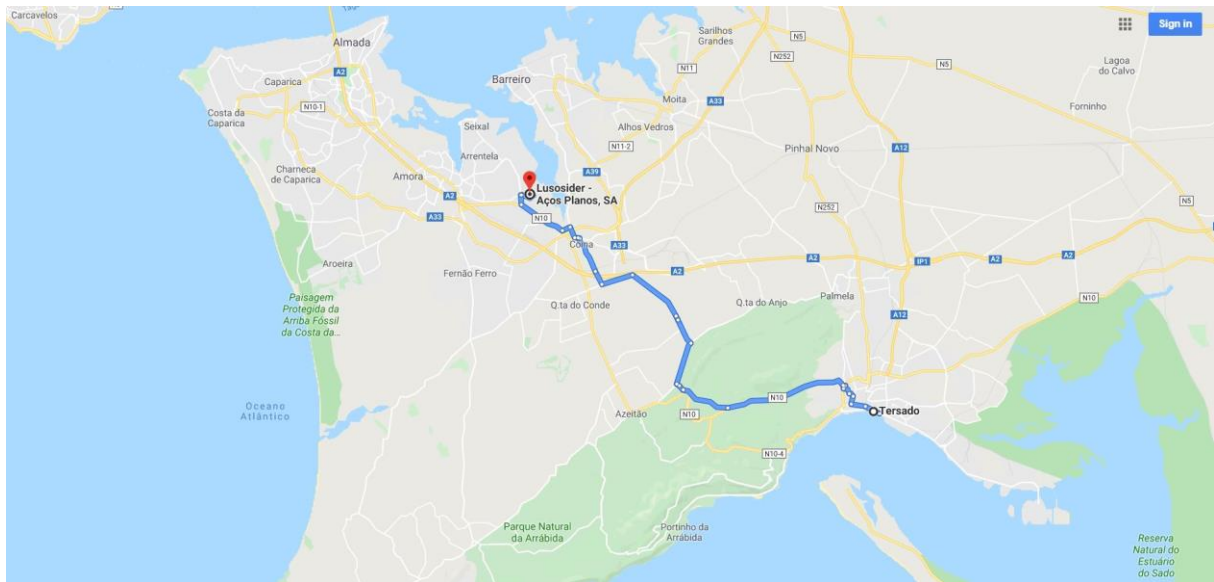 Carcavelos
N5
Sarilhos
Grandes
Sign in
Almada
N252
A2
N11
N5
Lagoa
do Calvo
Caparica
Barreiro
Moita
A33
N10-1
Forninho
Costa da
Caparica
Seixal
Alhos Vedros
N11-2
Pinhal Novo
A12
Arrentela
Charneca
de Caparica
Amora
A39
A2
Lusosider -
Aços Planos, SA
N5
A33
N10
N252
Coina
A33
Aroeira
Fernão Ferro
A2
A2
IP1
A2
A2
Paisagem
Protegida da
Arriba Fóssil
da Costa da...
Q.ta do Conde
Q.ta do Anjo
Palmela
N10
A12
Oceano
Atlântico
Azeitão
N10
N10
Tersado
N10-4
Parque Natural
da Arrábida
Portinho da
Arrábida
Reserva
Natural do
Estuário
do Sado